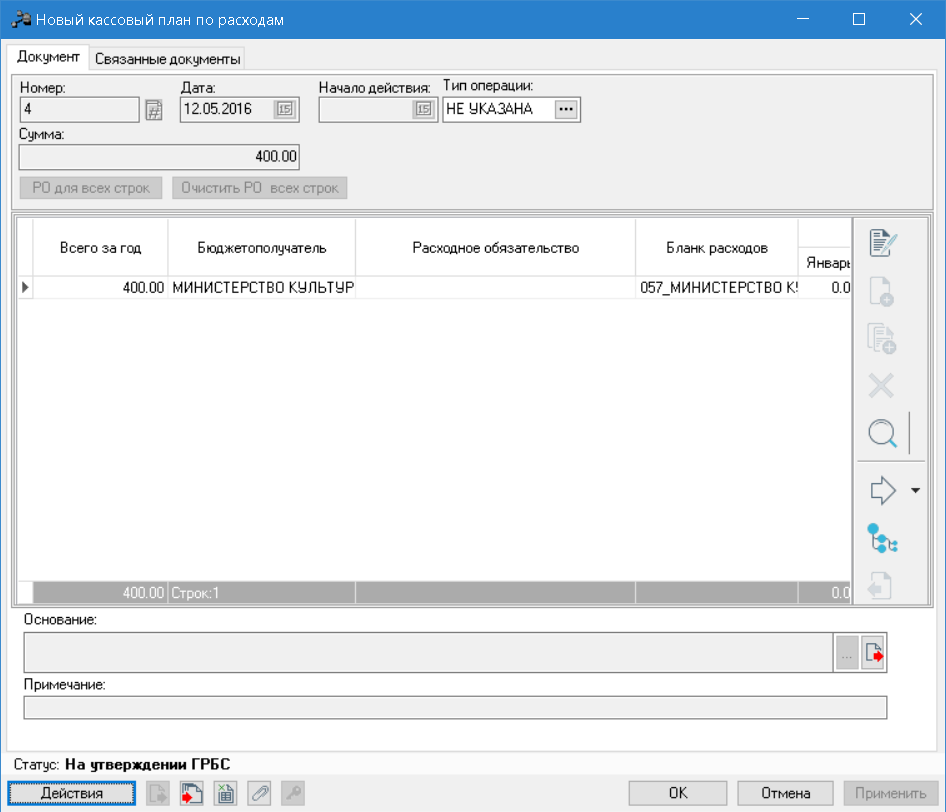 Новый кассовый план по расходам
Документ Связанные документы
Номер: Дата: Начало действия: Тип операции:
4 12.05.2016 15 15 НЕ УКАЗАНА ...
Сумма:
400.00
РО для всех строк Очистить РО всех строк
Всего за год Бюджетополучатель Расходное обязательство Бланк расходов Январь
400.00 МИНИСТЕРСТВО КУЛЬТУР 057_МИНИСТЕРСТВО К 0.0
400.00 Строк:1 0.0
Основание:
...
Примечание:
Статус: На утверждении ГРБС
Действия OK Отмена Применить